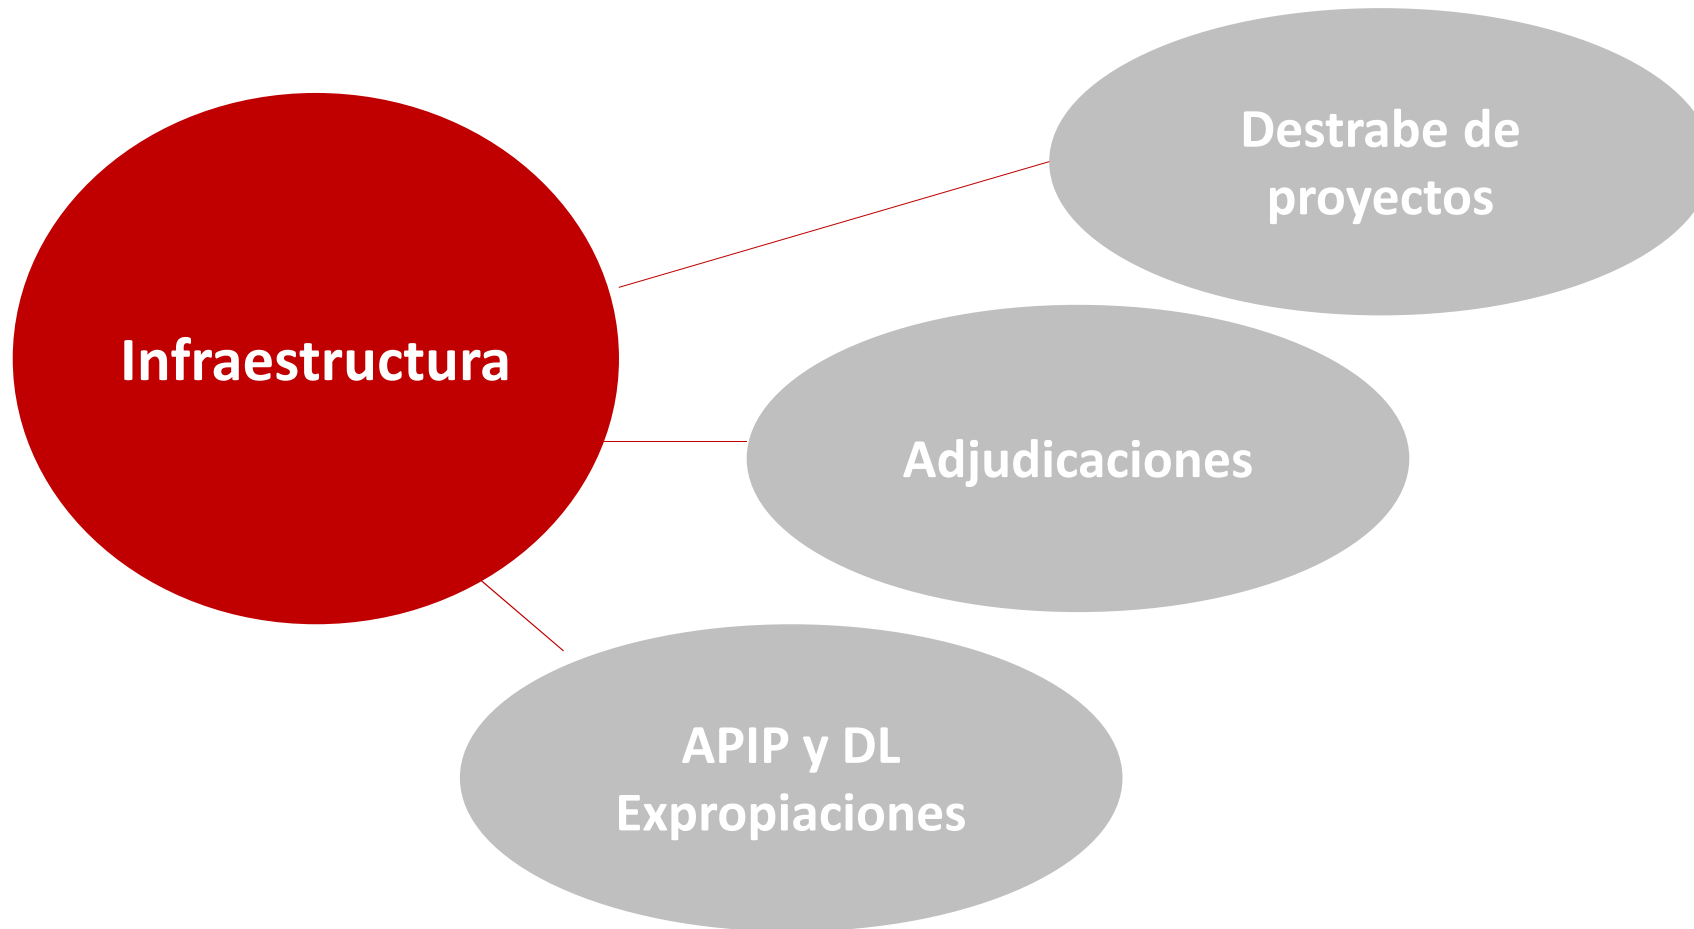 Infraestructura
Destrabe de
proyectos
Adjudicaciones
APIP y DL
Expropiaciones